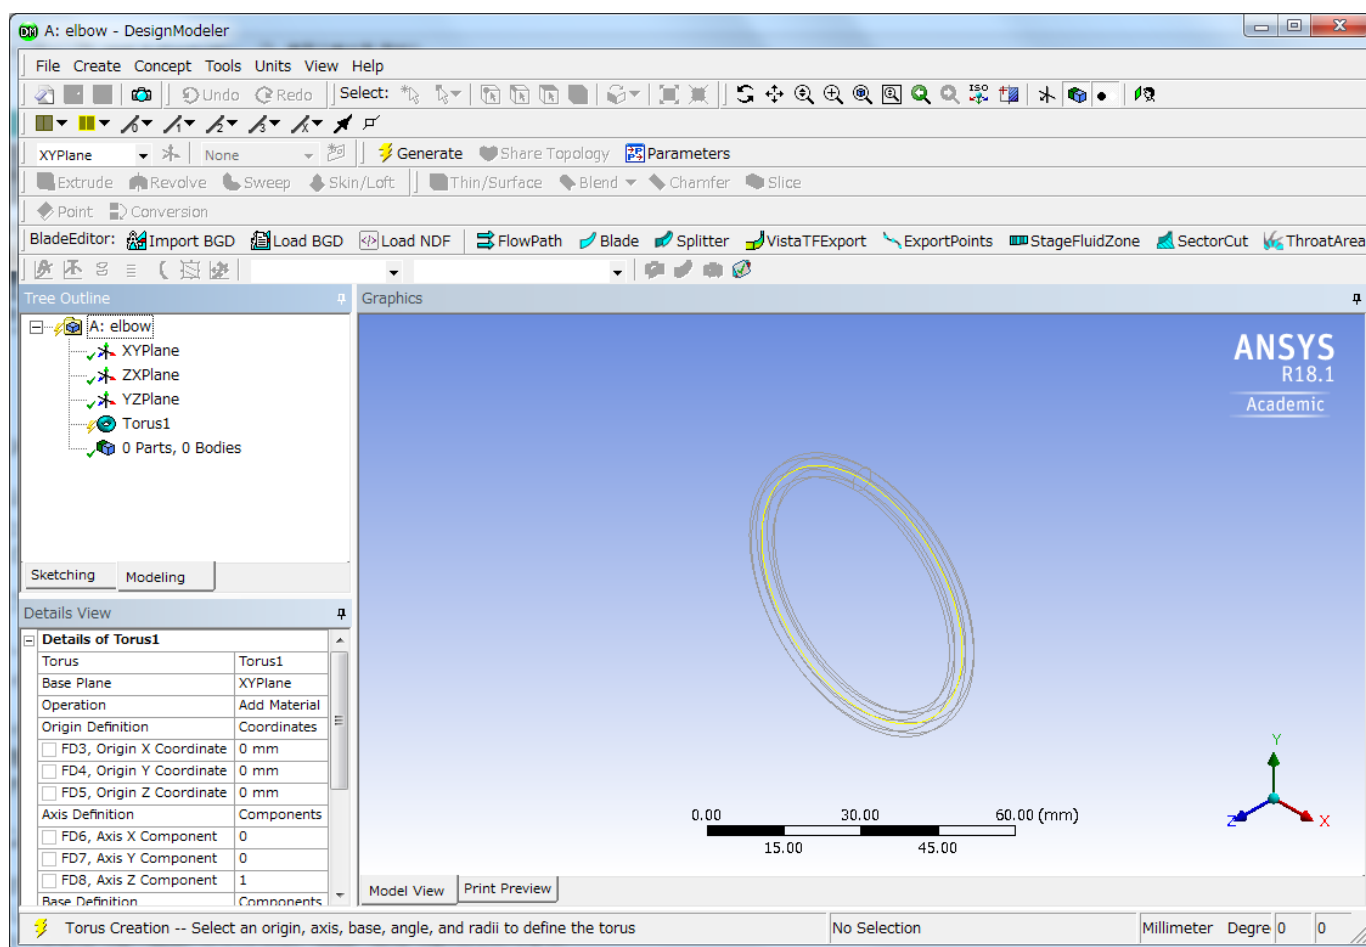 A: elbow - DesignModeler
File Create Concept Tools Units View Help
Undo Redo Select: ISO
XYPlane None Generate Share Topology Parameters
Extrude Revolve Sweep Skin/Loft Thin/Surface Blend Chamfer Slice
Point Conversion
BladeEditor: Import BGD Load BGD Load NDF FlowPath Blade Splitter VistaTFExport ExportPoints StageFluidZone SectorCut ThroatArea
Tree Outline
A: elbow
XYPlane
ZXPlane
YZPlane
Torus1
0 Parts, 0 Bodies
Sketching Modeling
Details View
Details of Torus1
Torus Torus1
Base Plane XYPlane
Operation Add Material
Origin Definition Coordinates
FD3, Origin X Coordinate 0 mm
FD4, Origin Y Coordinate 0 mm
FD5, Origin Z Coordinate 0 mm
Axis Definition Components
FD6, Axis X Component 0
FD7, Axis Y Component 0
FD8, Axis Z Component 1
Base Definition Components
Graphics
ANSYS
R18.1
Academic
0.00 30.00 60.00 (mm)
15.00 45.00
Y
Z X
Model View Print Preview
Torus Creation -- Select an origin, axis, base, angle, and radii to define the torus No Selection Millimeter Degre 0 0